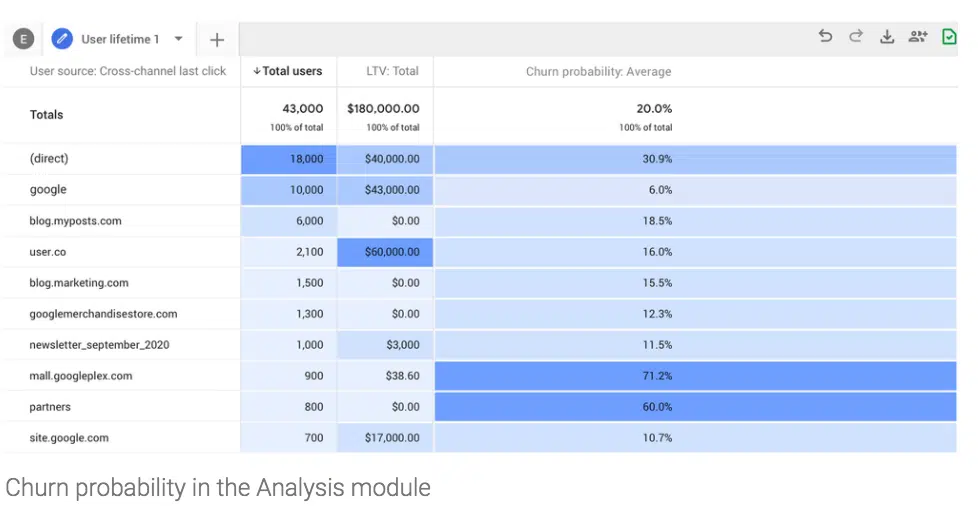 E User lifetime 1 +
User source: Cross-channel last click Total users LTV: Total Churn probability: Average
Totals 43,000 $180,000.00 20.0%
100% of total 100% of total 100% of total
(direct) 18,000 $40,000.00 30.9%
google 10,000 $43,000.00 6.0%
blog.myposts.com 6,000 $0.00 18.5%
user.co 2,100 $60,000.00 16.0%
blog.marketing.com 1,500 $0.00 15.5%
googlemerchandisestore.com 1,300 $0.00 12.3%
newsletter_september_2020 1,000 $3,000 11.5%
mall.googleplex.com 900 $38.60 71.2%
partners 800 $0.00 60.0%
site.google.com 700 $17,000.00 10.7%
Churn probability in the Analysis module